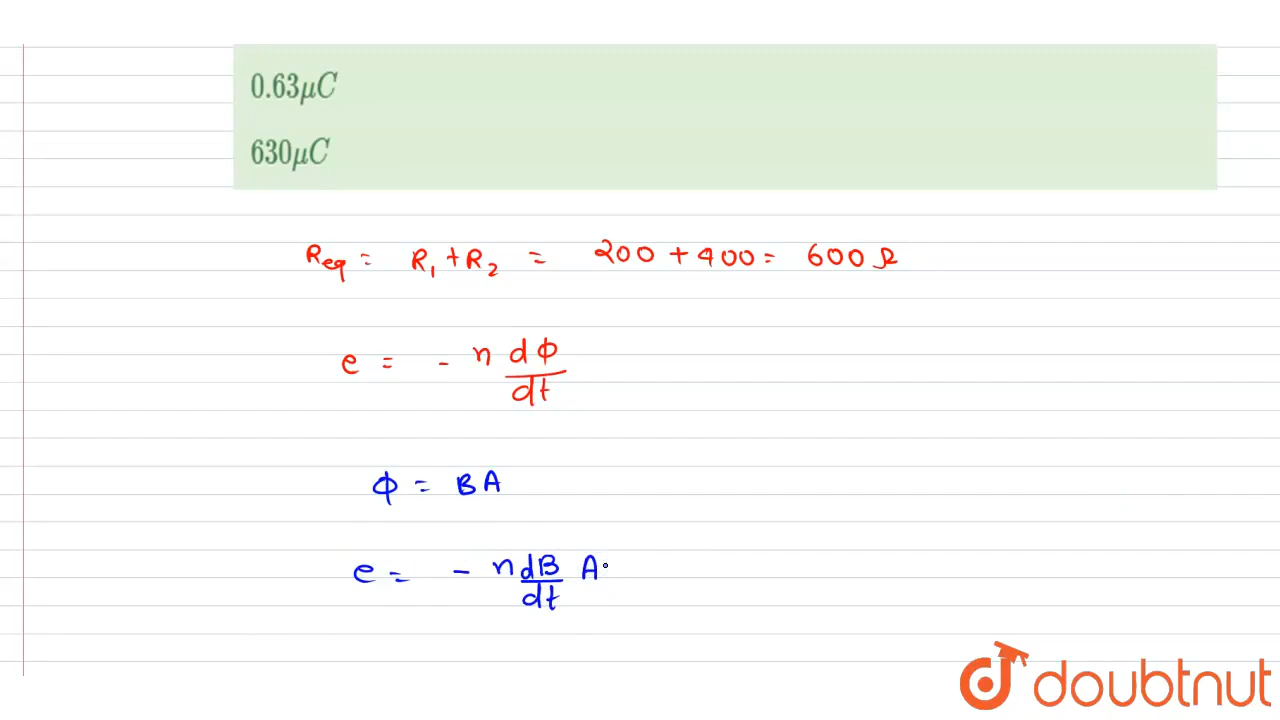 0.63μC
630μC
Req = R₁ + R₂ = 200 + 400 = 600 Ω
e = - n dϕ/dt
ϕ = BA
e = - n dB/dt A
doubtnut